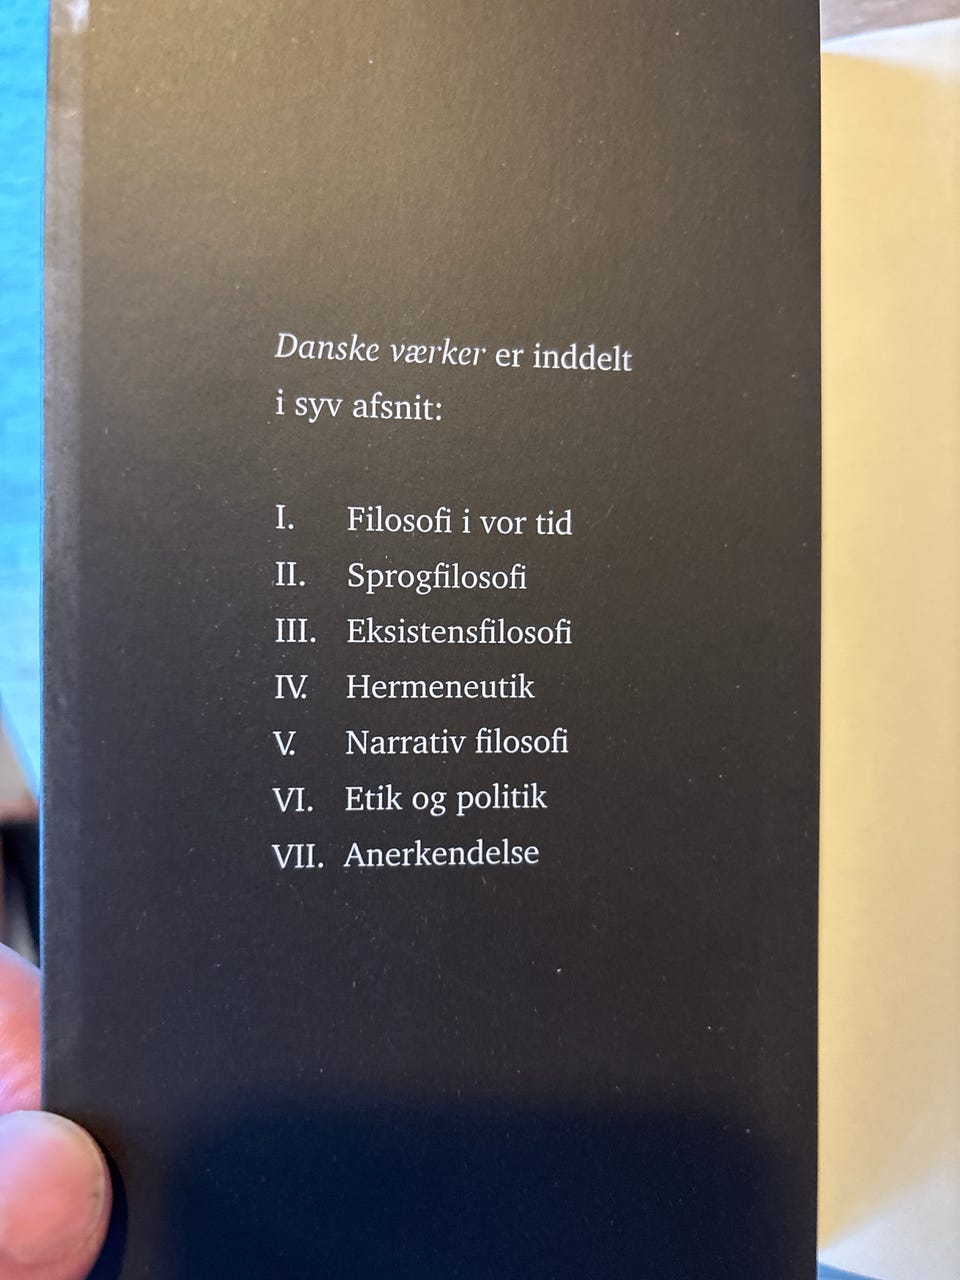 Danske værker er inddelt
i syv afsnit:
I. Filosofi i vor tid
II. Sprogfilosofi
III. Eksistensfilosofi
IV. Hermeneutik
V. Narrativ filosofi
VI. Etik og politik
VII. Anerkendelse